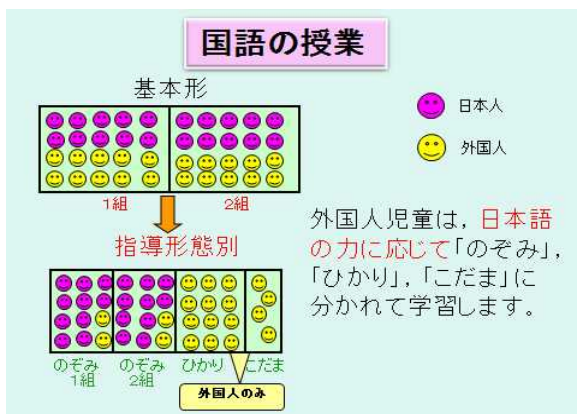 国語の授業
基本形
日本人
外国人
1組
2組
指導形態別
外国人児童は，日本語
の力に応じて「のぞみ」，
「ひかり」，「こだま」に
分かれて学習します。
のぞみ
1組
のぞみ
2組
ひかり
こだま
外国人のみ